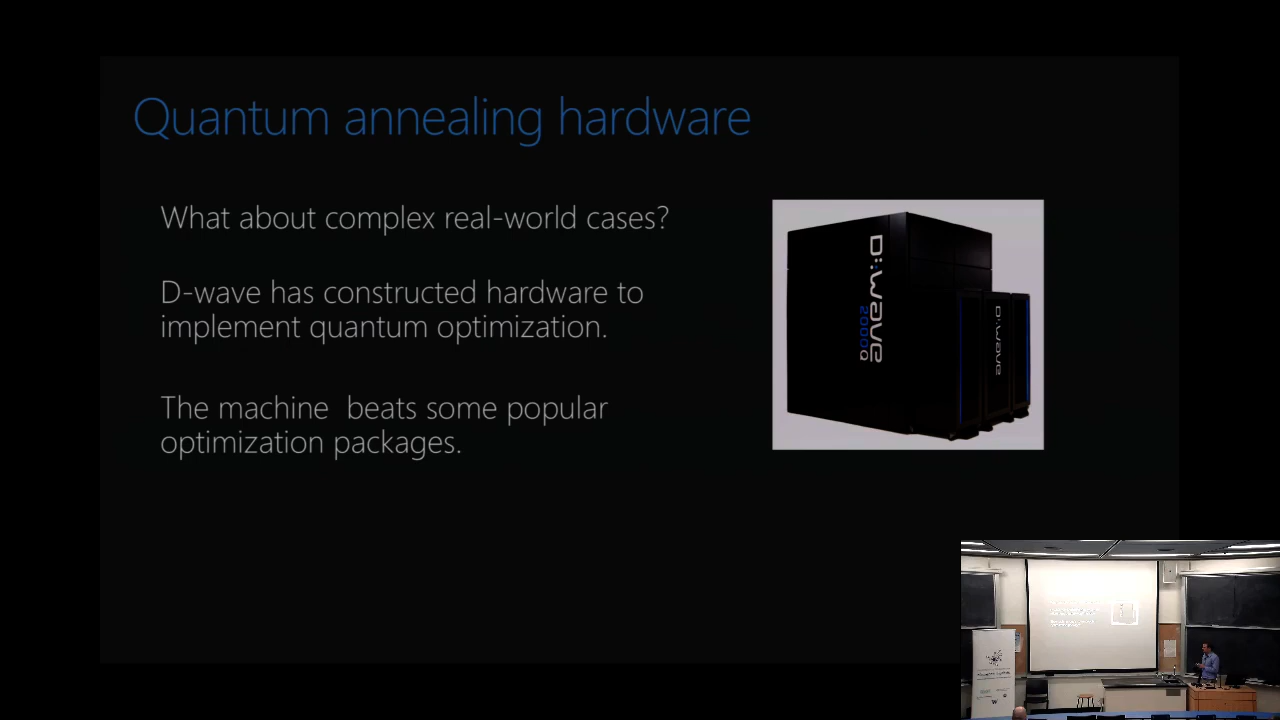 Quantum annealing hardware
What about complex real-world cases?
D-wave has constructed hardware to
implement quantum optimization.
The machine beats some popular
optimization packages.
D:wave
2000Q
D:wave